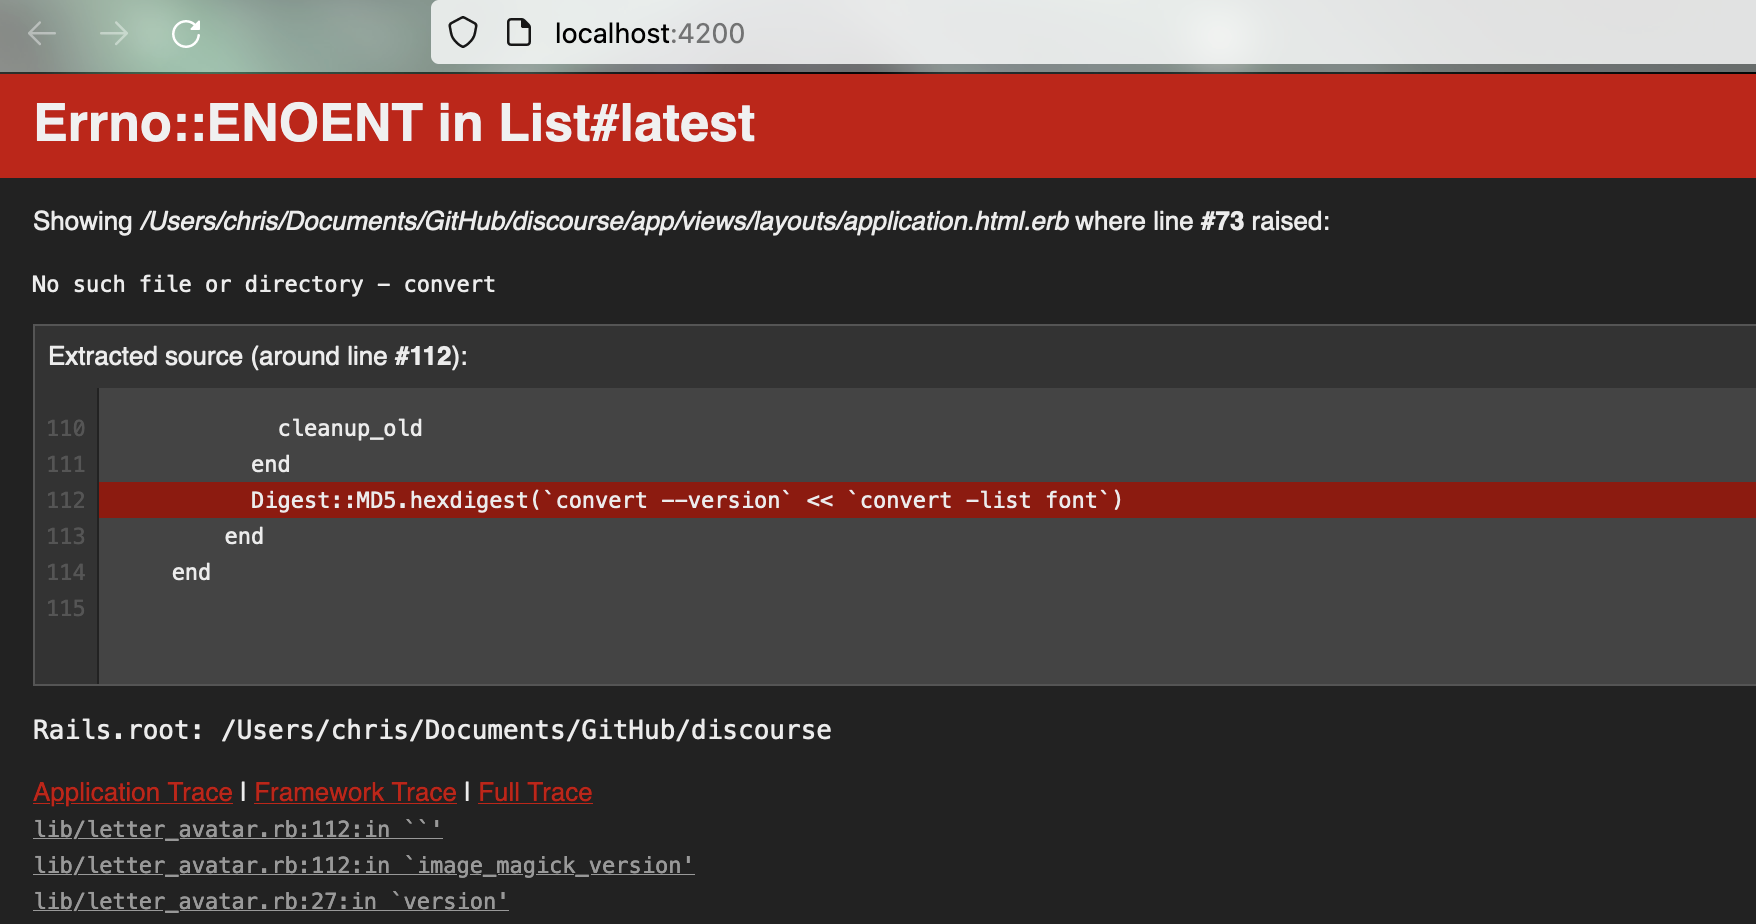 localhost:4200
Errno::ENOENT in List#latest
Showing /Users/chris/Documents/GitHub/discourse/app/views/layouts/application.html.erb where line #73 raised:
No such file or directory - convert
Extracted source (around line #112):
110 cleanup_old
111 end
112 Digest::MD5.hexdigest(`convert --version` << `convert -list font`)
113 end
114 end
115
Rails.root: /Users/chris/Documents/GitHub/discourse
Application Trace | Framework Trace | Full Trace
lib/letter_avatar.rb:112:in ``'
lib/letter_avatar.rb:112:in `image_magick_version'
lib/letter_avatar.rb:27:in `version'